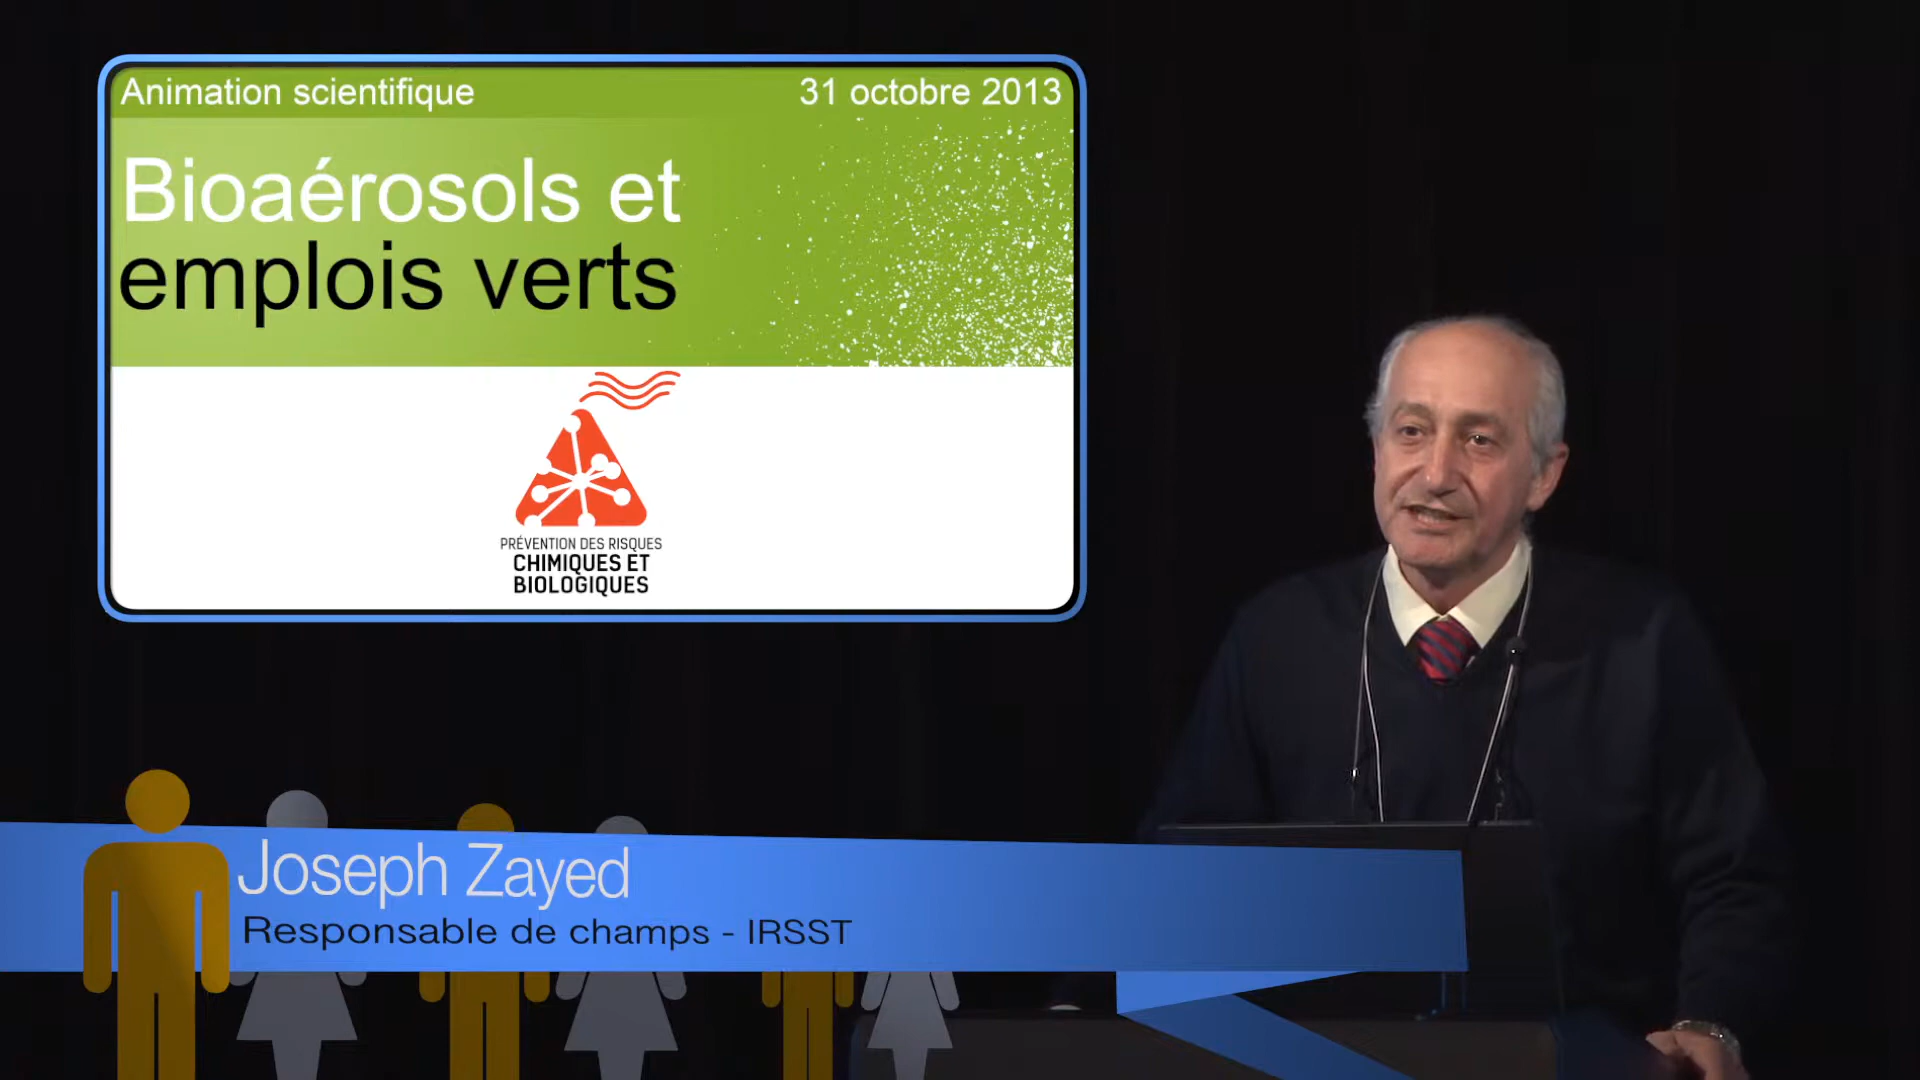 Animation scientifique 31 octobre 2013
Bioaérosols et
emplois verts
PRÉVENTION DES RISQUES
CHIMIQUES ET
BIOLOGIQUES
Joseph Zayed
Responsable de champs - IRSST